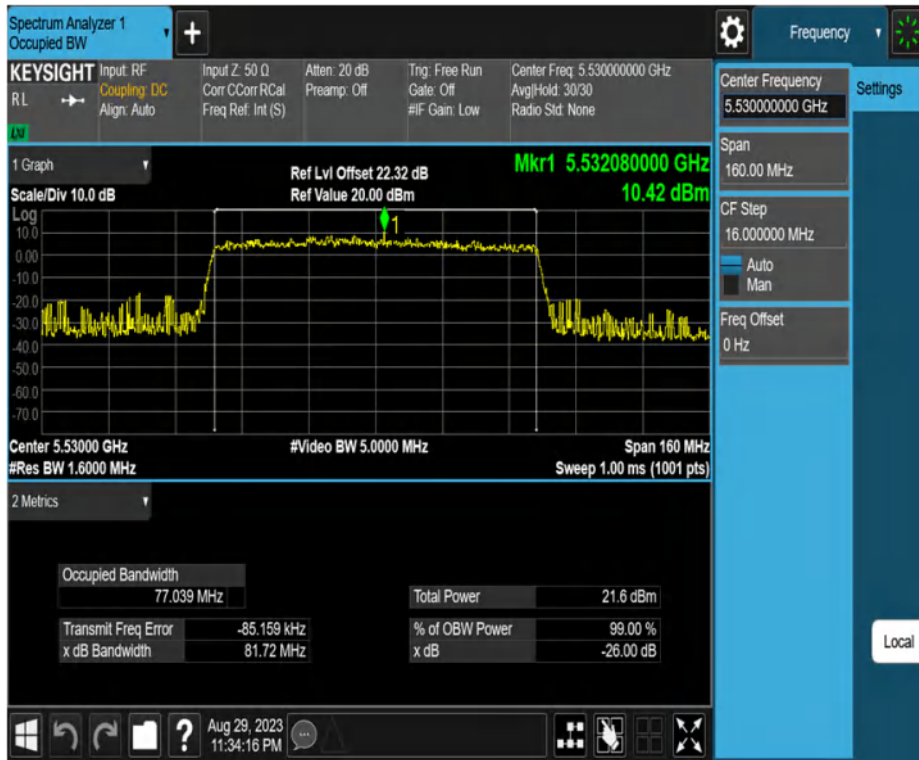 Spectrum Analyzer 1
Occupied BW
Frequency
KEYSIGHT
RL
LXI
Input: RF
Coupling: DC
Align: Auto
Input Z: 50 Ω
Corr CCorr RCal
Freq Ref: Int (S)
Atten: 20 dB
Preamp: Off
Trig: Free Run
Gate: Off
#IF Gain: Low
Center Freq: 5.530000000 GHz
Avg|Hold: 30/30
Radio Std: None
Center Frequency
5.530000000 GHz
Settings
Span
160.00 MHz
CF Step
16.000000 MHz
Auto
Man
Freq Offset
0 Hz
1 Graph
Scale/Div 10.0 dB
Ref Lvl Offset 22.32 dB
Ref Value 20.00 dBm
Mkr1 5.532080000 GHz
10.42 dBm
Log
10.0
0.00
-10.0
-20.0
-30.0
-40.0
-50.0
-60.0
-70.0
1
Center 5.53000 GHz
#Video BW 5.0000 MHz
Span 160 MHz
#Res BW 1.6000 MHz
Sweep 1.00 ms (1001 pts)
2 Metrics
Occupied Bandwidth
77.039 MHz
Total Power 21.6 dBm
Transmit Freq Error -85.159 kHz
% of OBW Power 99.00 %
x dB Bandwidth 81.72 MHz
x dB -26.00 dB
Local
?
Aug 29, 2023
11:34:16 PM